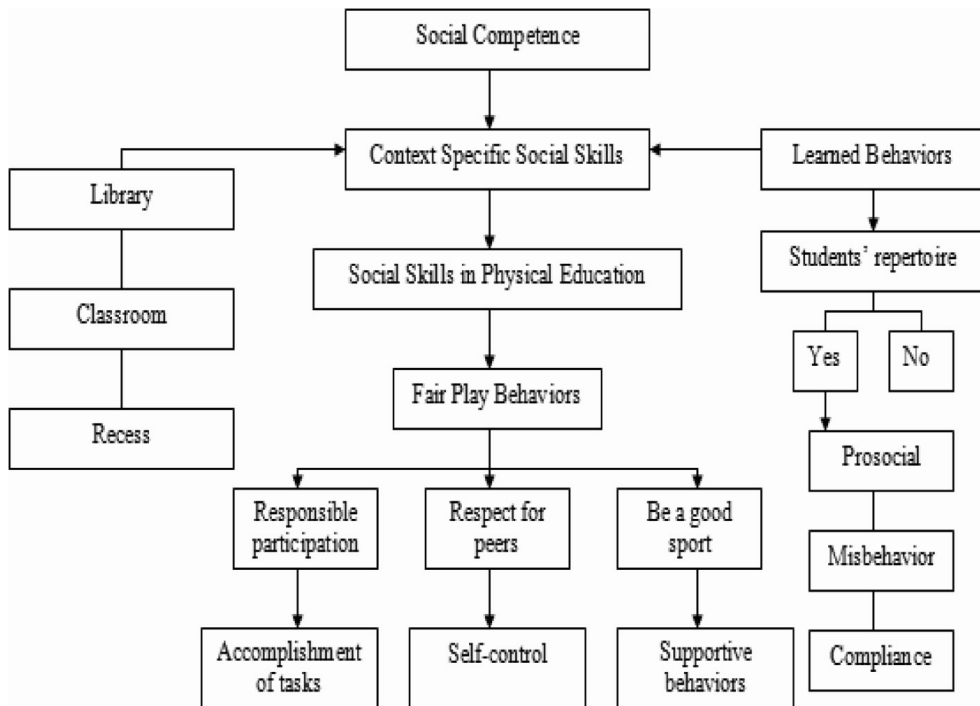 Social Competence
Context Specific Social Skills
Learned Behaviors
Library
Students’ repertoire
Social Skills in Physical Education
Classroom
Yes
No
Fair Play Behaviors
Recess
Prosocial
Responsible
participation
Respect for
peers
Be a good
sport
Misbehavior
Accomplishment
of tasks
Self-control
Supportive
behaviors
Compliance